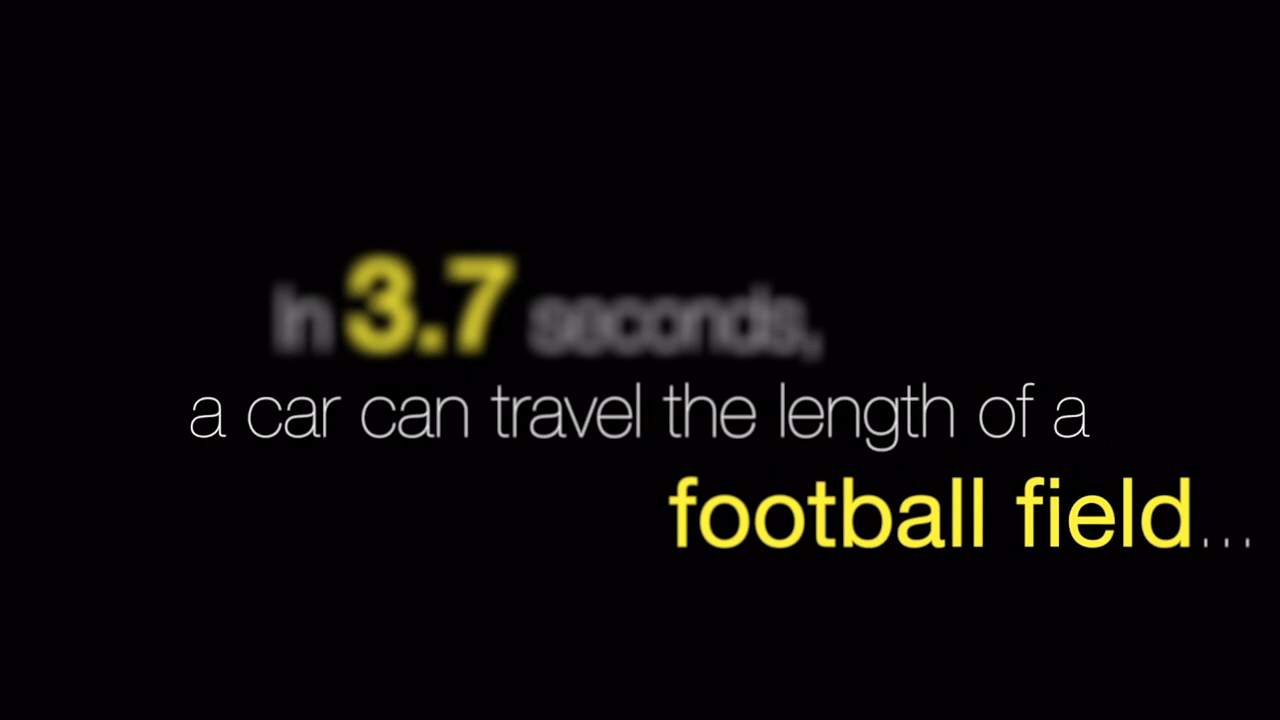 In 3.7 seconds,
a car can travel the length of a
football field...